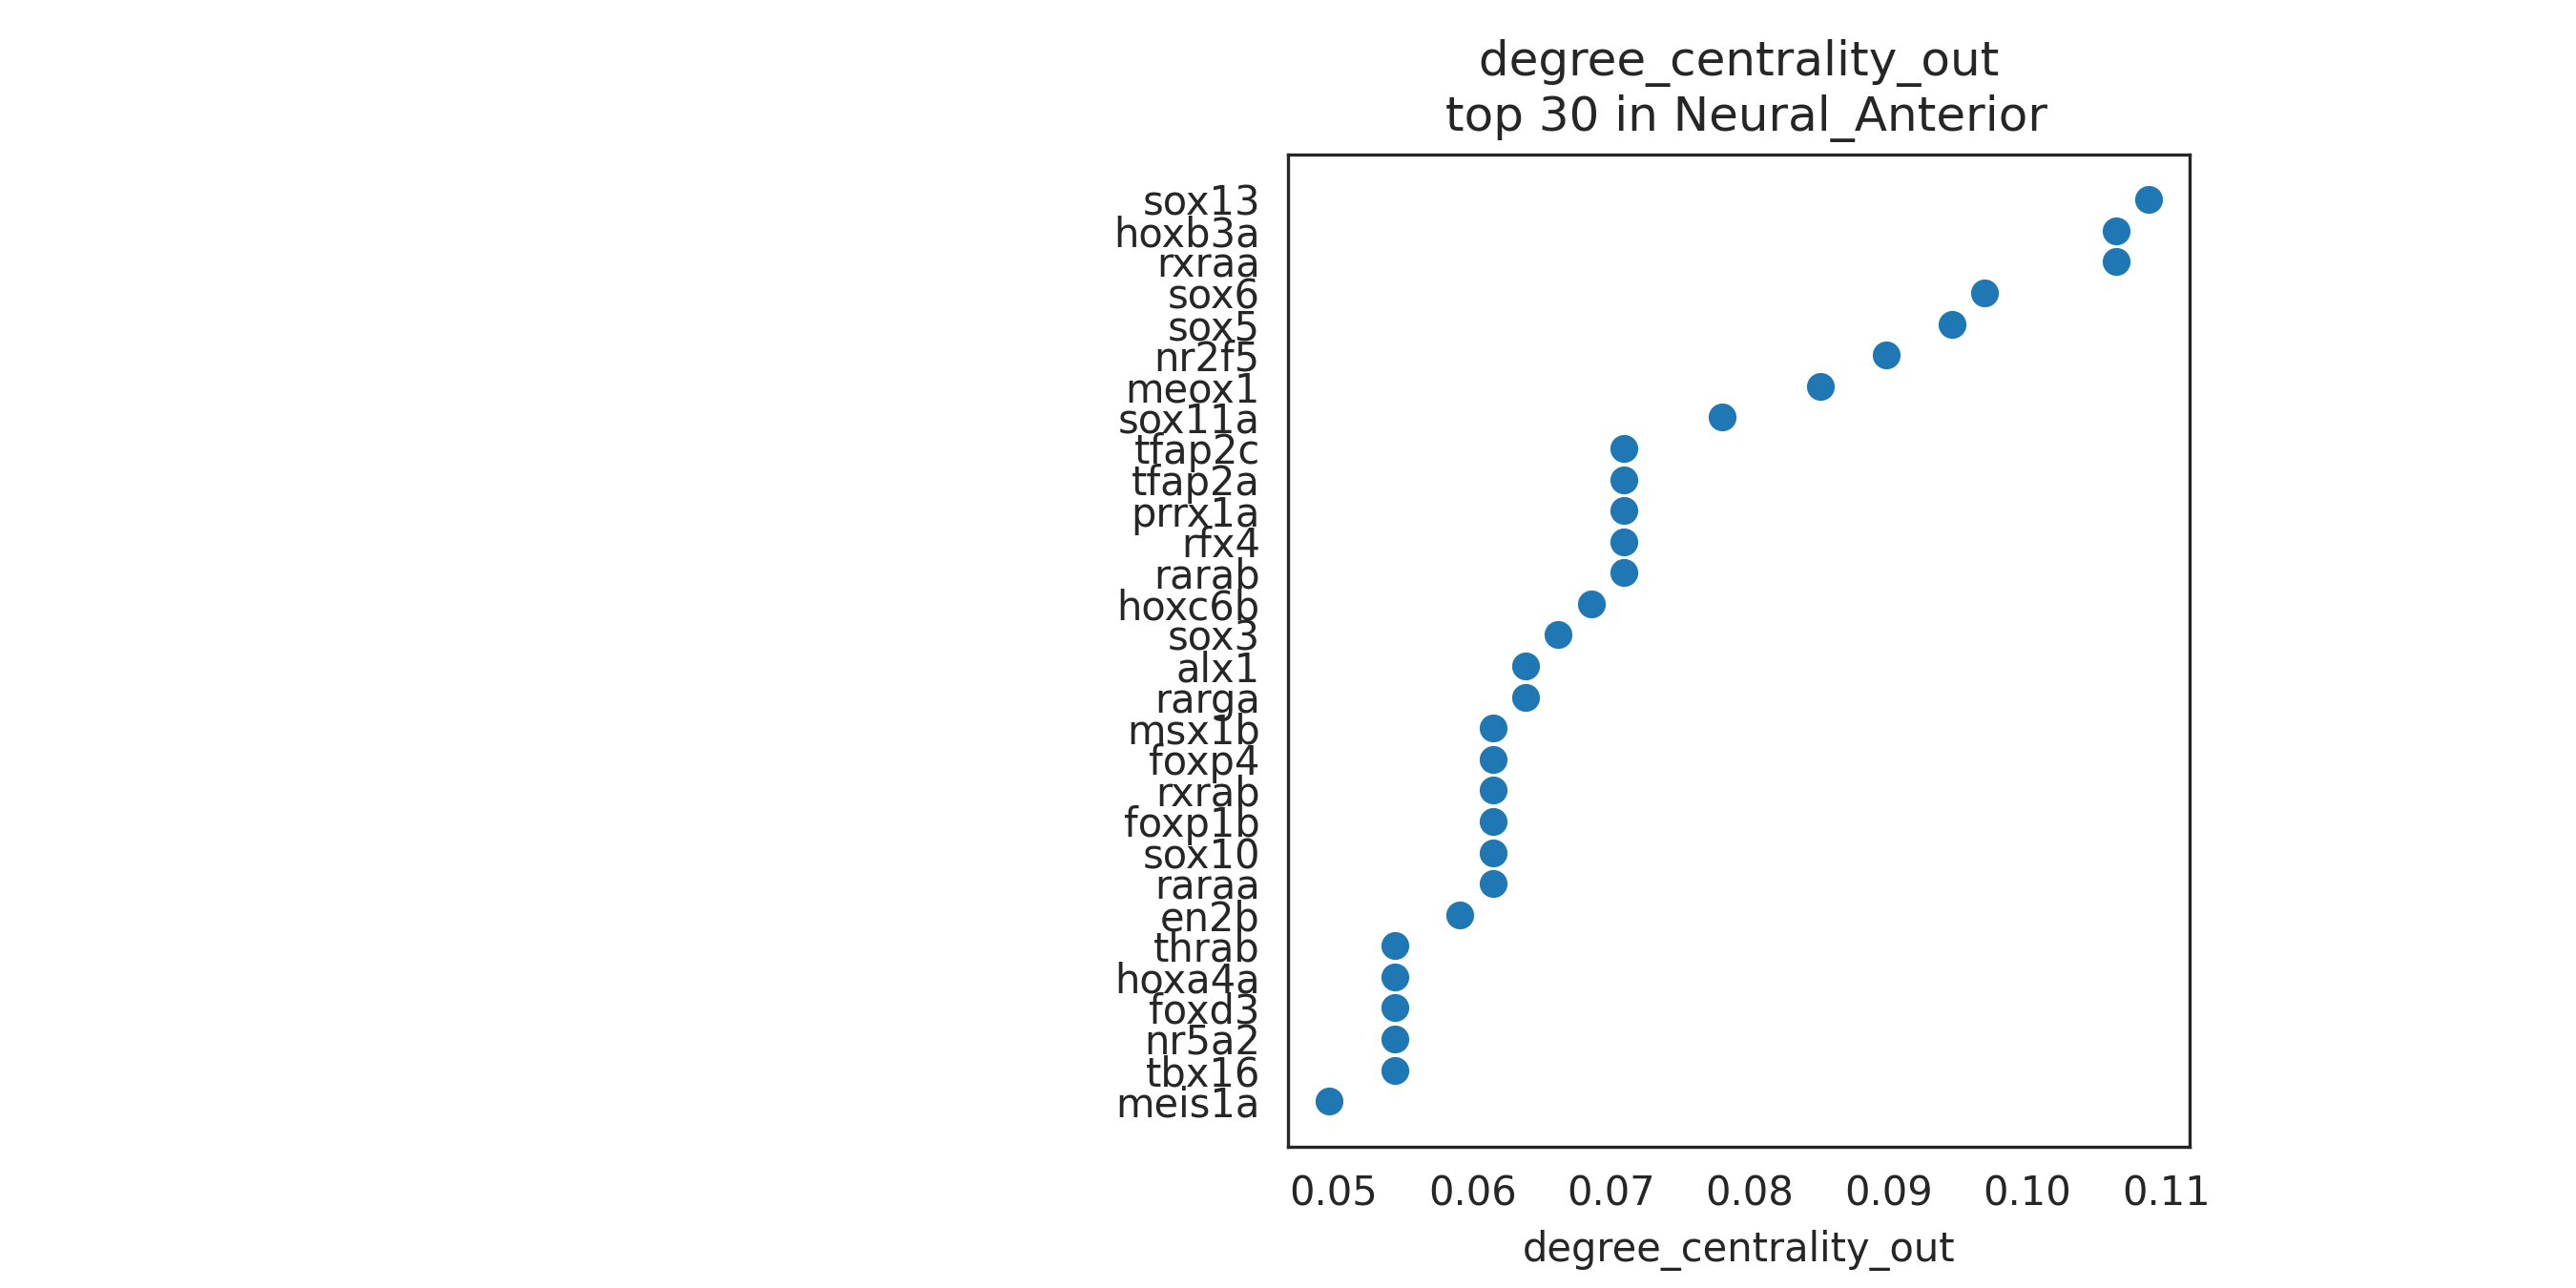 degree_centrality_out
top 30 in Neural_Anterior
sox13
hoxb3a
rxraa
sox6
sox5
nr2f5
meox1
sox11a
tfap2c
tfap2a
prrx1a
rfx4
rarab
hoxc6b
sox3
alx1
rarga
msx1b
foxp4
rxrab
foxp1b
sox10
raraa
en2b
thrab
hoxa4a
foxd3
nr5a2
tbx16
meis1a
0.05 0.06 0.07 0.08 0.09 0.10 0.11
degree_centrality_out